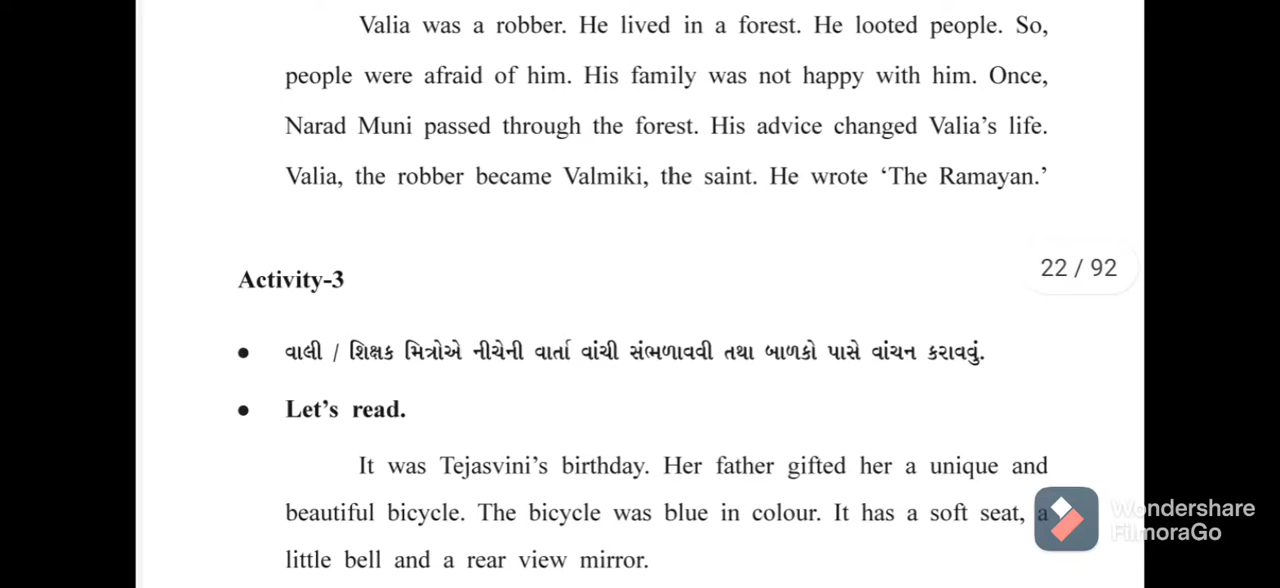 Valia was a robber. He lived in a forest. He looted people. So,
people were afraid of him. His family was not happy with him. Once,
Narad Muni passed through the forest. His advice changed Valia's life.
Valia, the robber became Valmiki, the saint. He wrote ‘The Ramayan.’
22 / 92
Activity-3
• વાલી / શિક્ષક મિત્રોએ નીચેની વાર્તા વાંચી સંભળાવવી તથા બાળકો પાસે વાંચન કરાવવું.
• Let's read.
It was Tejasvini's birthday. Her father gifted her a unique and
beautiful bicycle. The bicycle was blue in colour. It has a soft seat, a
little bell and a rear view mirror.
Wondershare
FilmoraGo